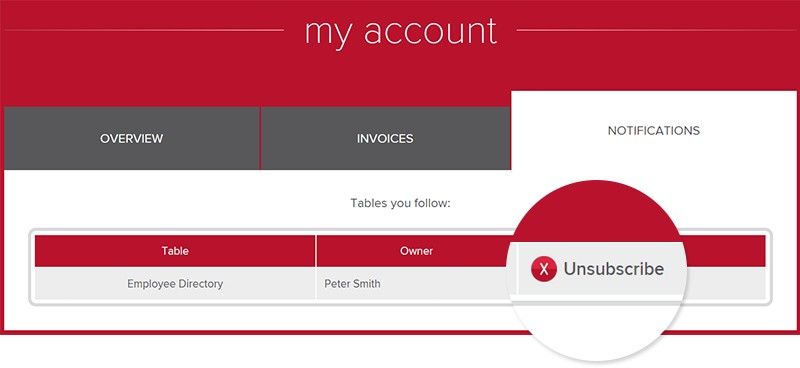 my account
OVERVIEW
INVOICES
NOTIFICATIONS
Tables you follow:
Table
Owner
Employee Directory
Peter Smith
X Unsubscribe